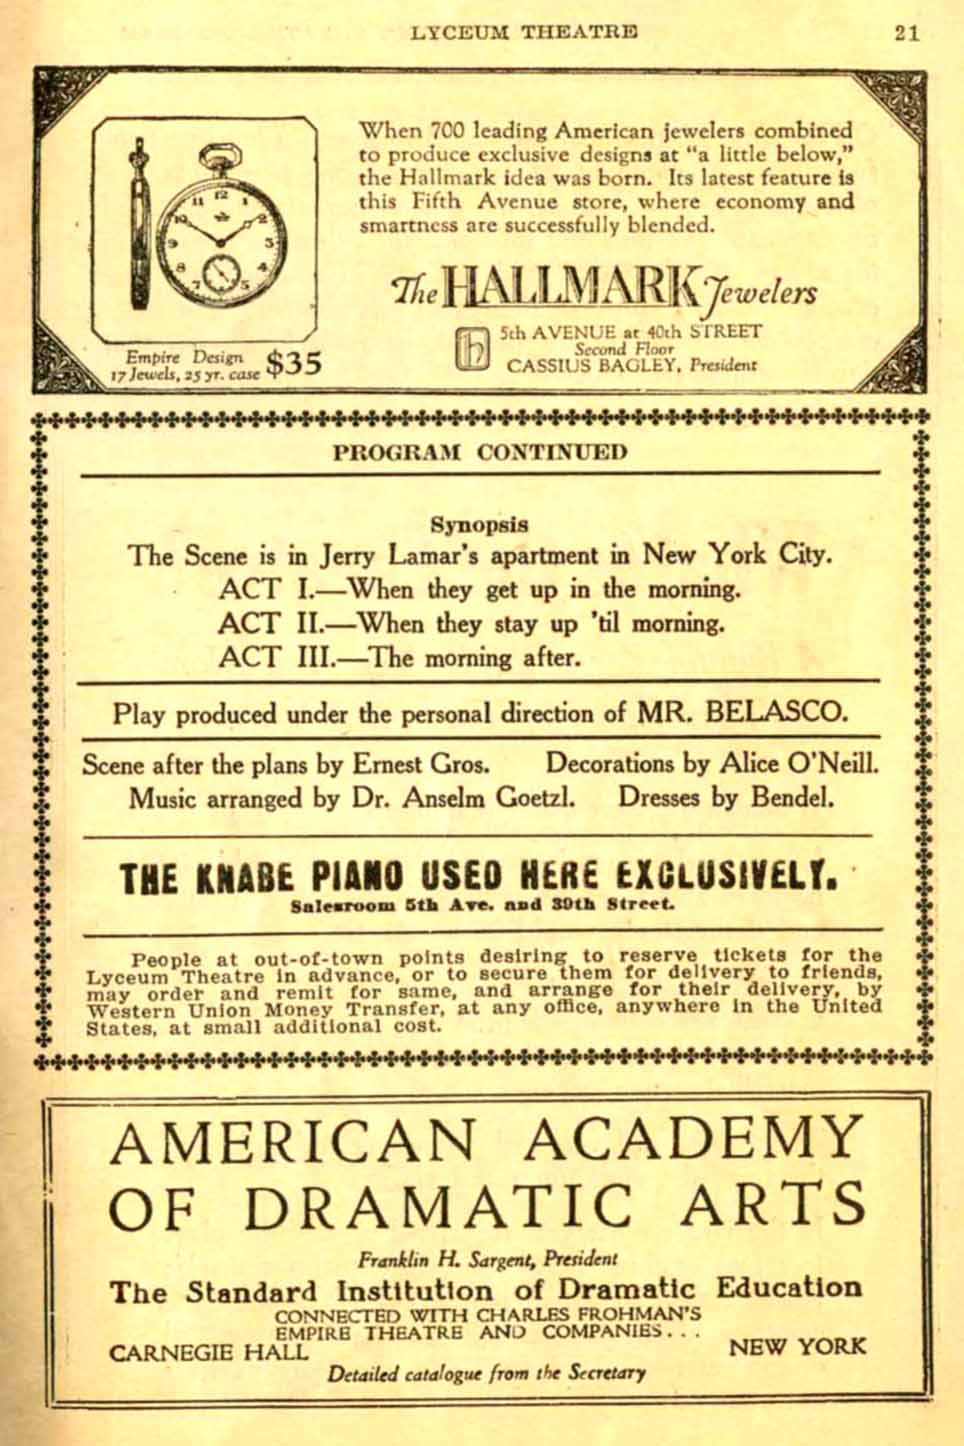 LYCEUM THEATRE 21
When 700 leading American jewelers combined
to produce exclusive designs at "a little below,"
the Hallmark idea was born. Its latest feature is
this Fifth Avenue store, where economy and
smartness are successfully blended.
The HALLMARK Jewelers
5th AVENUE at 40th STREET
Second Floor
CASSIUS BAGLEY, President
11 12 1
10 2
9 3
8 4
7 5
Empire Design
17 Jewels, 25 yr. case $35
PROGRAM CONTINUED
Synopsis
The Scene is in Jerry Lamar's apartment in New York City.
ACT I.—When they get up in the morning.
ACT II.—When they stay up 'til morning.
ACT III.—The morning after.
Play produced under the personal direction of MR. BELASCO.
Scene after the plans by Ernest Gros. Decorations by Alice O'Neill.
Music arranged by Dr. Anselm Goetzl. Dresses by Bendel.
THE KNABE PIANO USED HERE EXCLUSIVELY.
Salesroom 5th Ave. and 39th Street.
People at out-of-town points desiring to reserve tickets for the
Lyceum Theatre in advance, or to secure them for delivery to friends,
may order and remit for same, and arrange for their delivery, by
Western Union Money Transfer, at any office, anywhere in the United
States, at small additional cost.
AMERICAN ACADEMY
OF DRAMATIC ARTS
Franklin H. Sargent, President
The Standard Institution of Dramatic Education
CONNECTED WITH CHARLES FROHMAN'S
EMPIRE THEATRE AND COMPANIES...
CARNEGIE HALL NEW YORK
Detailed catalogue from the Secretary